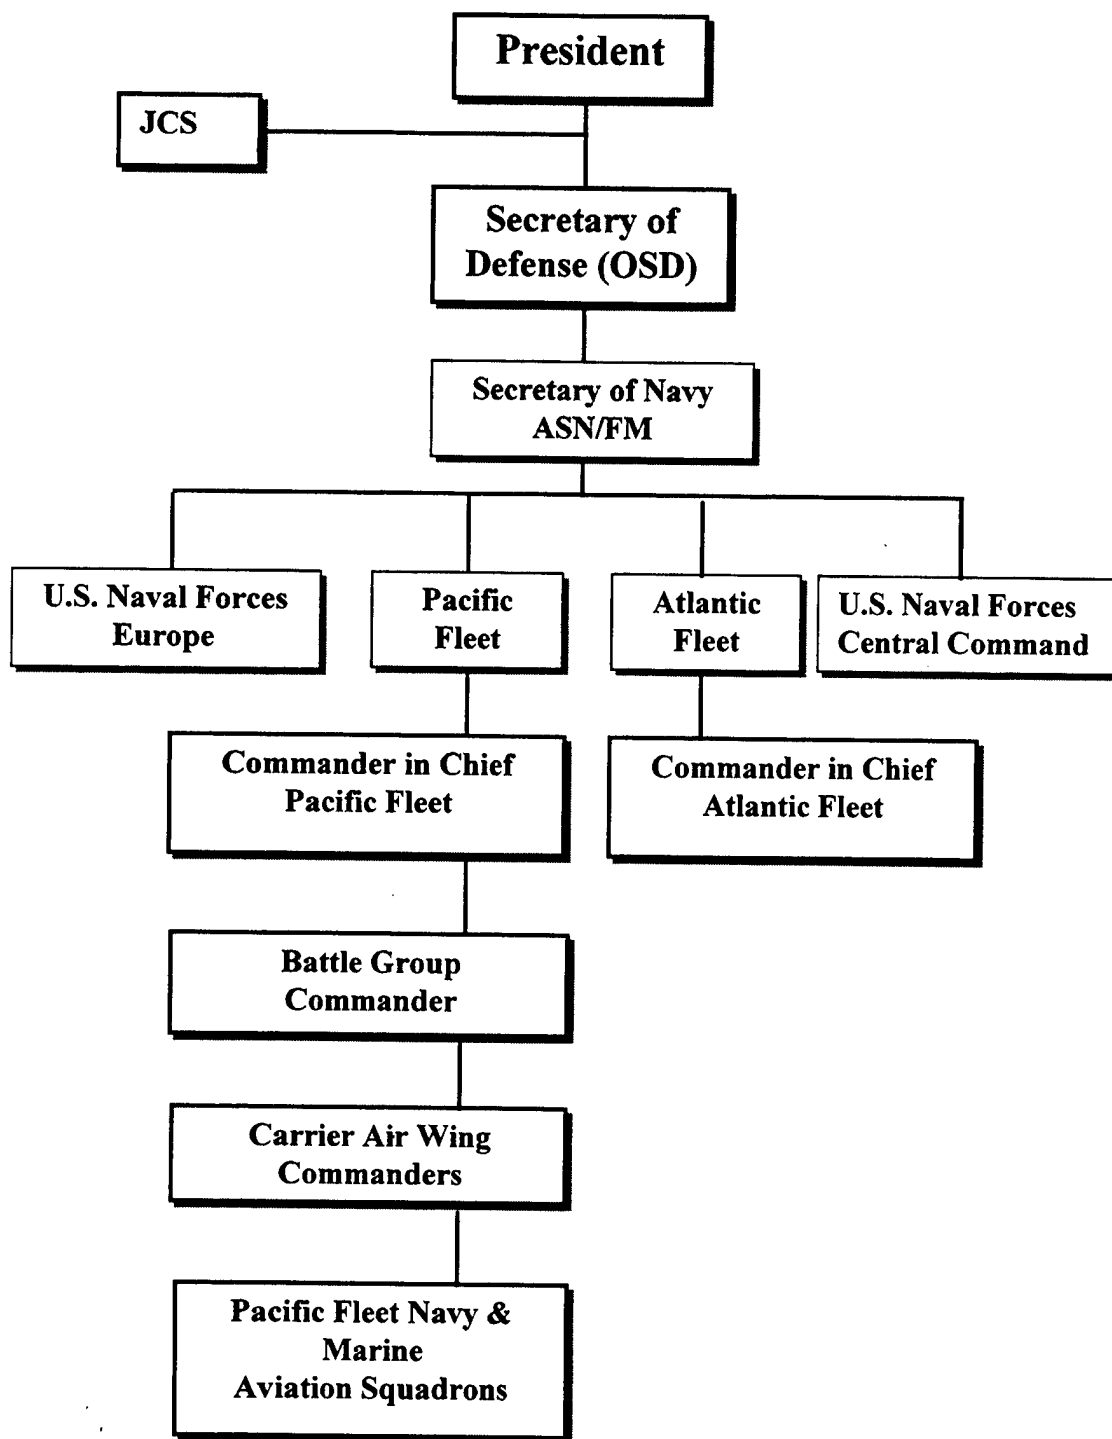 President
JCS
Secretary of
Defense (OSD)
Secretary of Navy
ASN/FM
U.S. Naval Forces
Europe
Pacific
Fleet
Atlantic
Fleet
U.S. Naval Forces
Central Command
Commander in Chief
Pacific Fleet
Commander in Chief
Atlantic Fleet
Battle Group
Commander
Carrier Air Wing
Commanders
Pacific Fleet Navy &
Marine
Aviation Squadrons